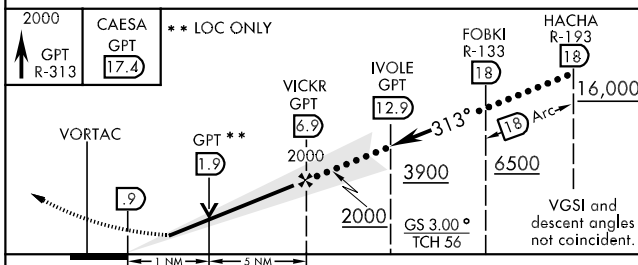 2000
GPT
R-313
CAESA
GPT
17.4
** LOC ONLY
VORTAC
.9
GPT **
1.9
VICKR
GPT
6.9
2000
IVOLE
GPT
12.9
313°
FOBKI
R-133
18
HACHA
R-193
18
16,000
18 Arc
3900
6500
2000
GS 3.00°
TCH 56
VGSI and
descent angles
not coincident.
1 NM
5 NM